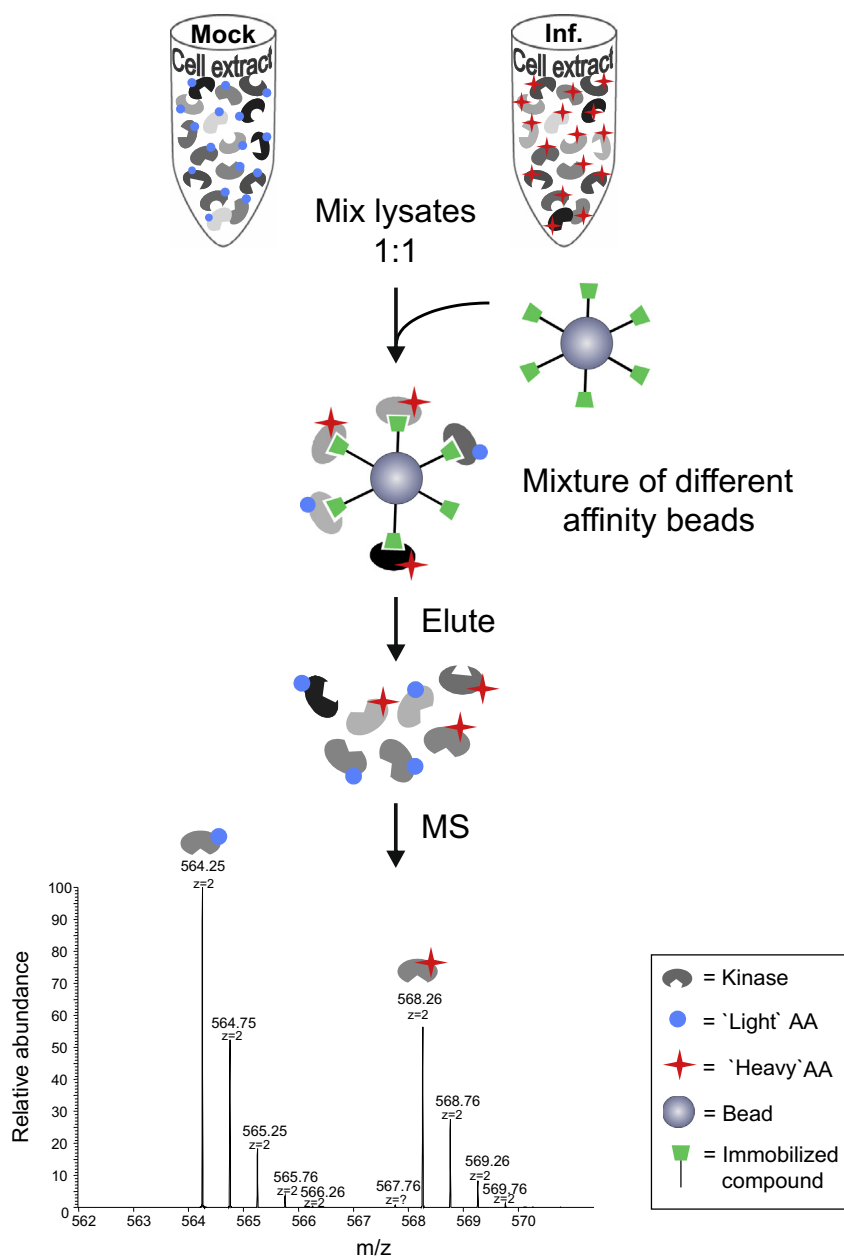 Mock
Cell extract
Inf.
Cell extract
Mix lysates
1:1
Mixture of different
affinity beads
Elute
MS
564.25
z=2
564.75
z=2
565.25
z=2
565.76
z=2
566.26
z=2
567.76
z=?
568.26
z=2
568.76
z=2
569.26
z=2
569.76
z=2
Relative abundance
100
90
80
70
60
50
40
30
20
10
0
562
563
564
565
566
567
568
569
570
m/z
= Kinase
= `Light` AA
= `Heavy`AA
= Bead
= Immobilized
compound